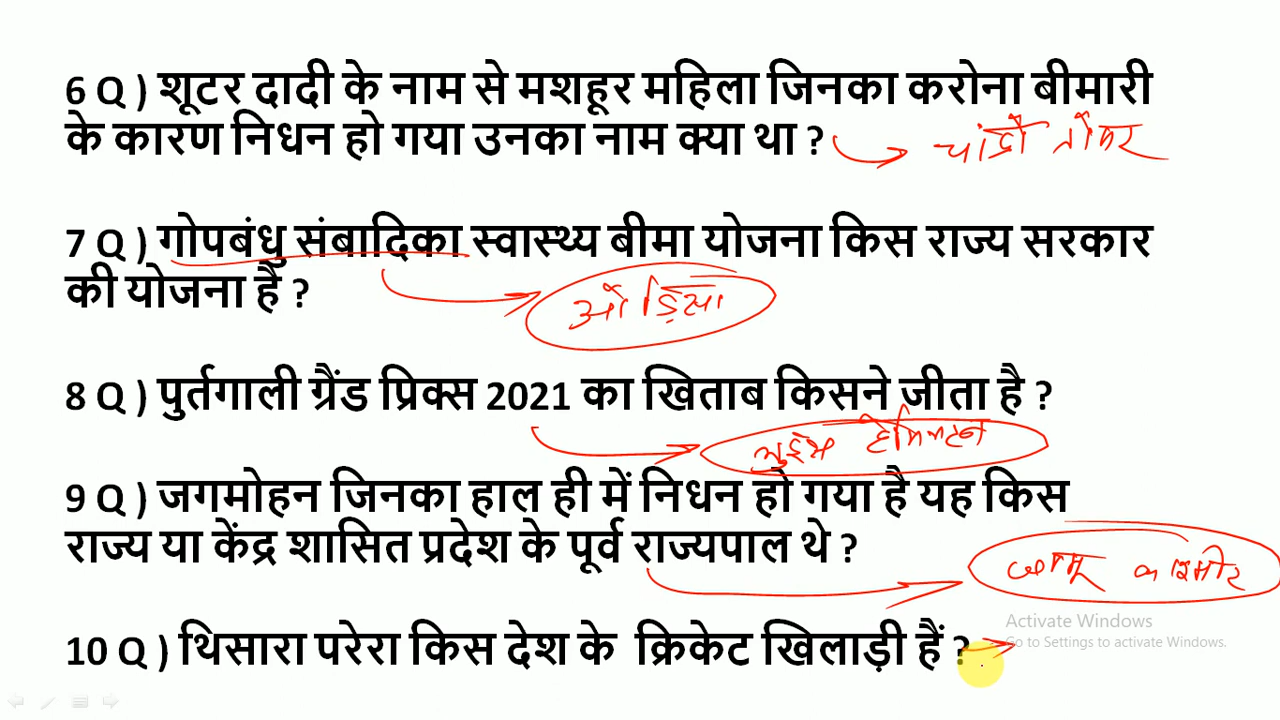 6 Q ) शूटर दादी के नाम से मशहूर महिला जिनका करोना बीमारी
के कारण निधन हो गया उनका नाम क्या था ? चांद्रो तोमर
7 Q ) गोपबंधु संबादिका स्वास्थ्य बीमा योजना किस राज्य सरकार
की योजना है ?
ओडिसा
8 Q ) पुर्तगाली ग्रैंड प्रिक्स 2021 का खिताब किसने जीता है ?
लुईस हैमिल्टन
9 Q ) जगमोहन जिनका हाल ही में निधन हो गया है यह किस
राज्य या केंद्र शासित प्रदेश के पूर्व राज्यपाल थे ?
जम्मू काश्मीर
Activate Windows
Go to Settings to activate Windows.
10 Q ) थिसारा परेरा किस देश के क्रिकेट खिलाड़ी हैं ?